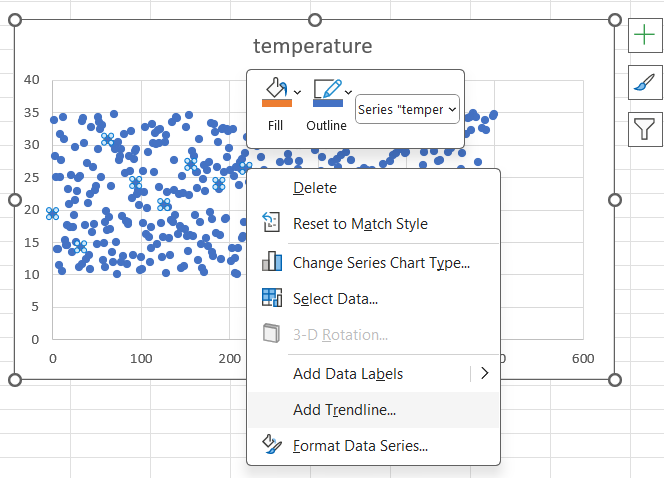 temperature
40
35
30
25
20
15
10
5
0
0
100
200
0
600
Fill
Outline
Series "temper
Delete
Reset to Match Style
Change Series Chart Type...
Select Data...
3-D Rotation...
Add Data Labels
Add Trendline...
Format Data Series...